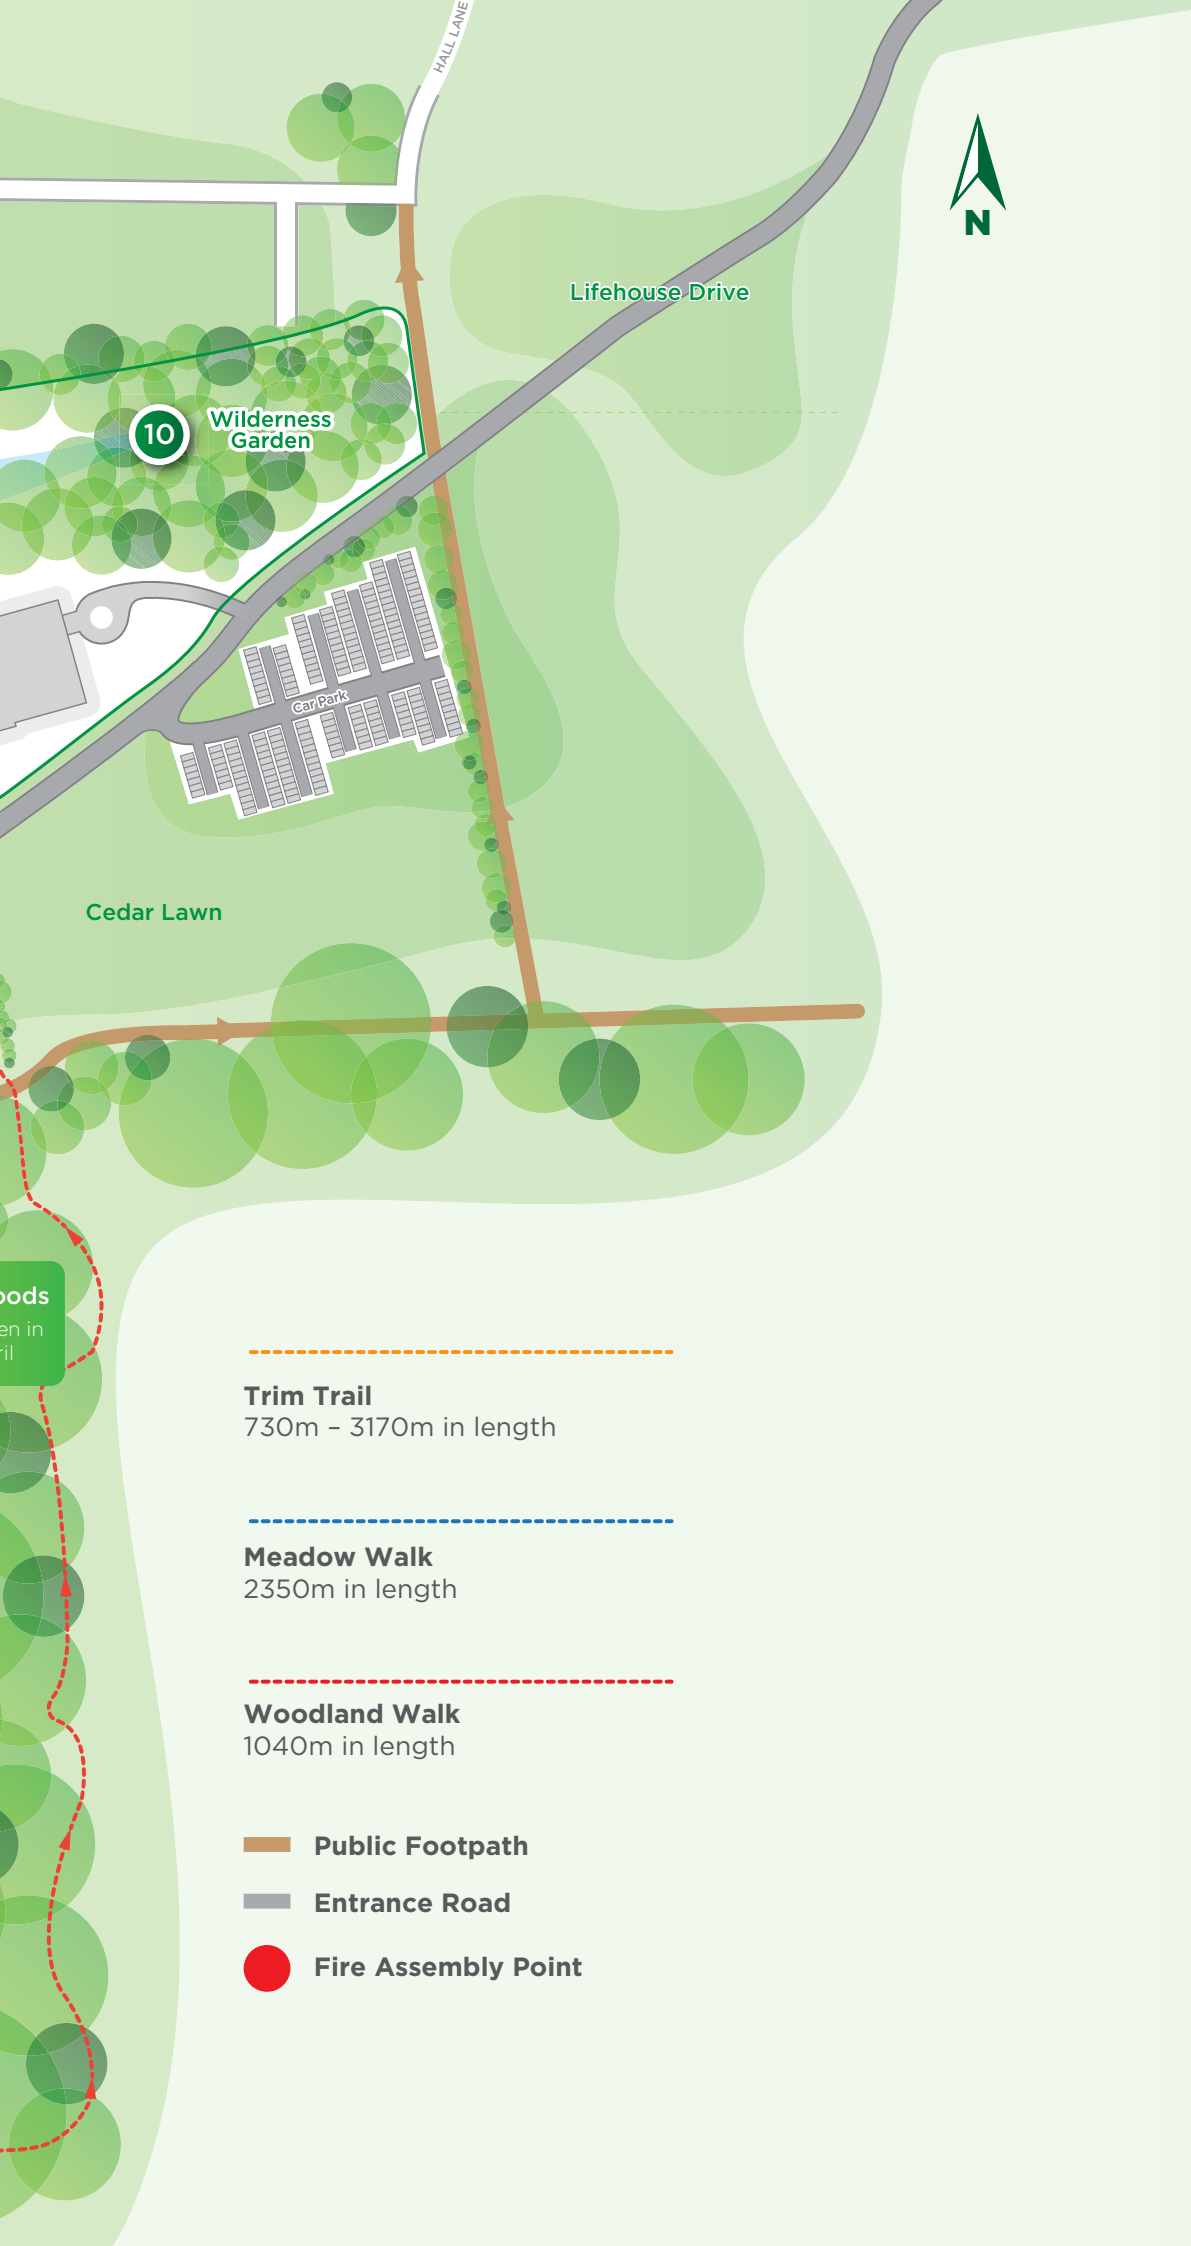 HALL LANE
N
Lifehouse Drive
10
Wilderness
Garden
Car Park
Cedar Lawn
Trim Trail
730m – 3170m in length
Meadow Walk
2350m in length
Woodland Walk
1040m in length
Public Footpath
Entrance Road
Fire Assembly Point